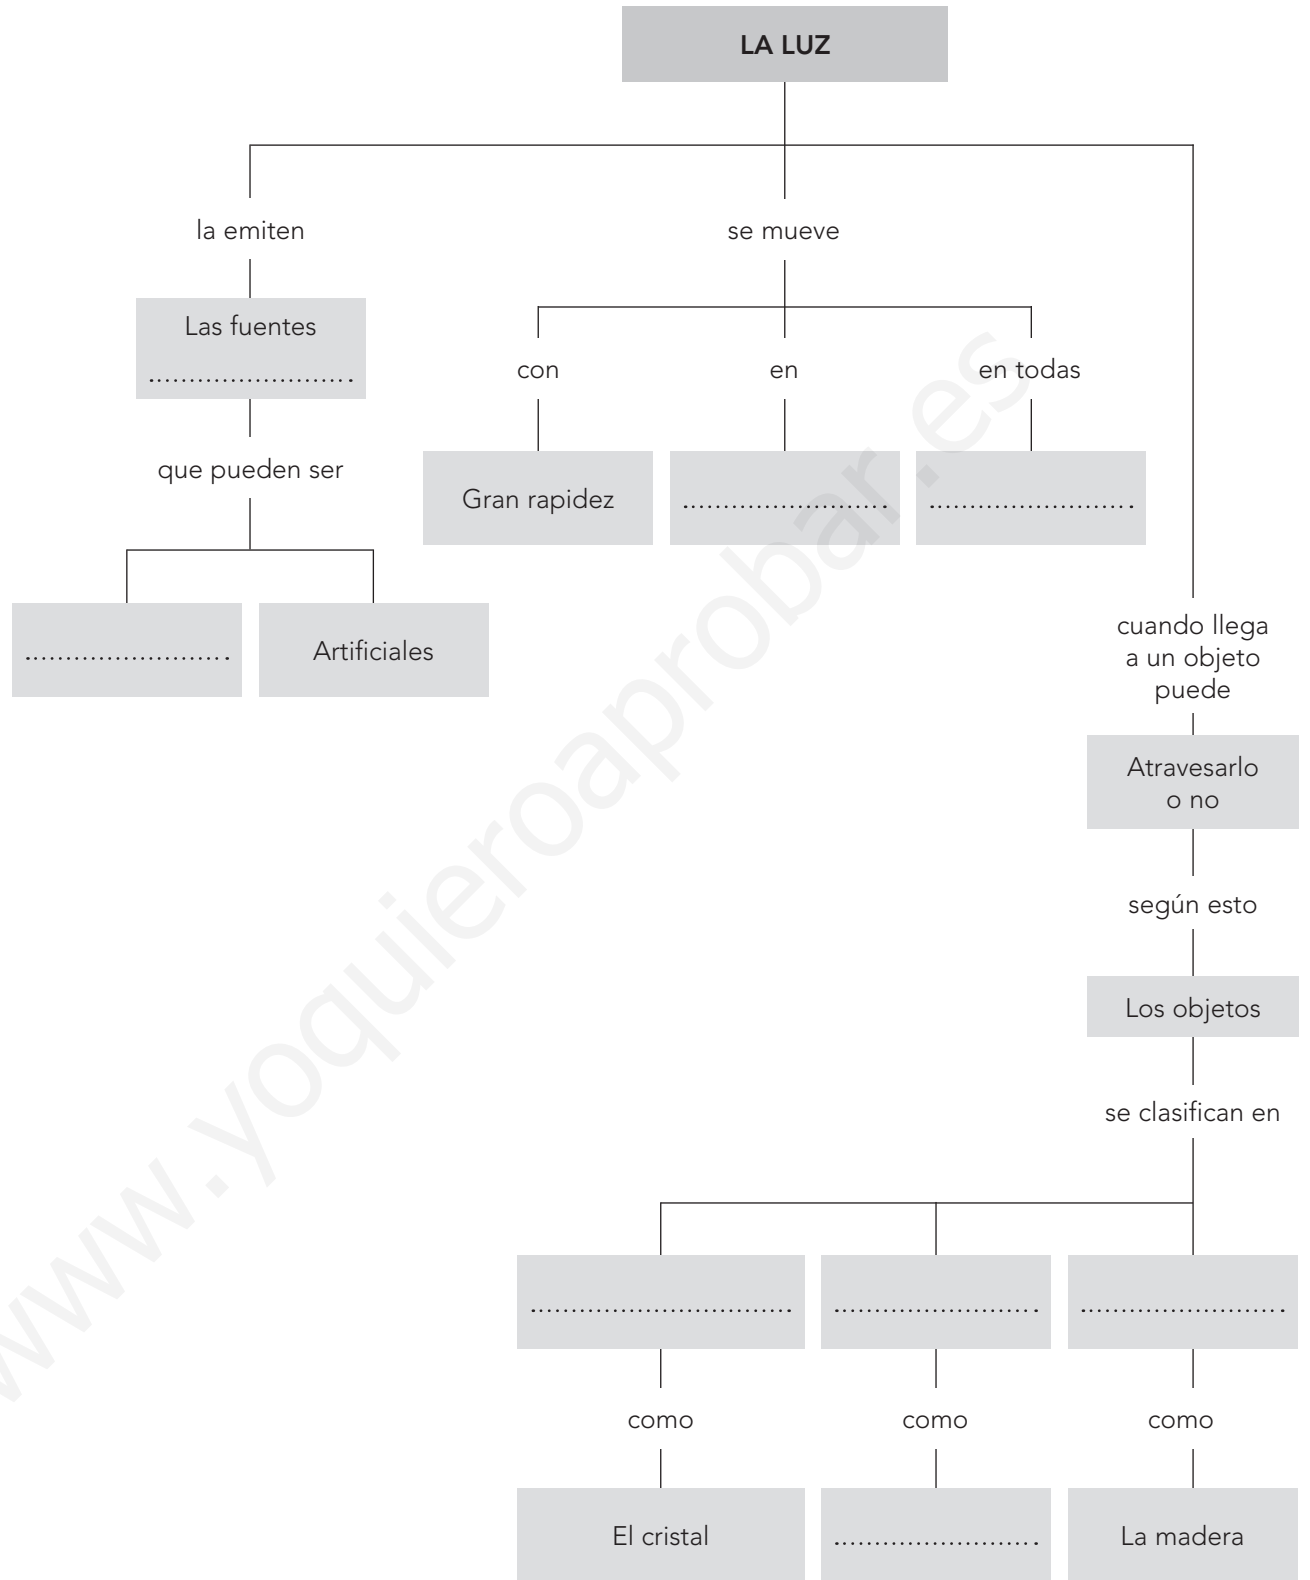 LA LUZ
la emiten
se mueve
Las fuentes
..........................
con
en
en todas
que pueden ser
Gran rapidez
..........................
..........................
..........................
Artificiales
cuando llega
a un objeto
puede
Atravesarlo
o no
según esto
Los objetos
se clasifican en
.................................
..........................
..........................
como
como
como
El cristal
..........................
La madera
www.yoquieroaprobar.es